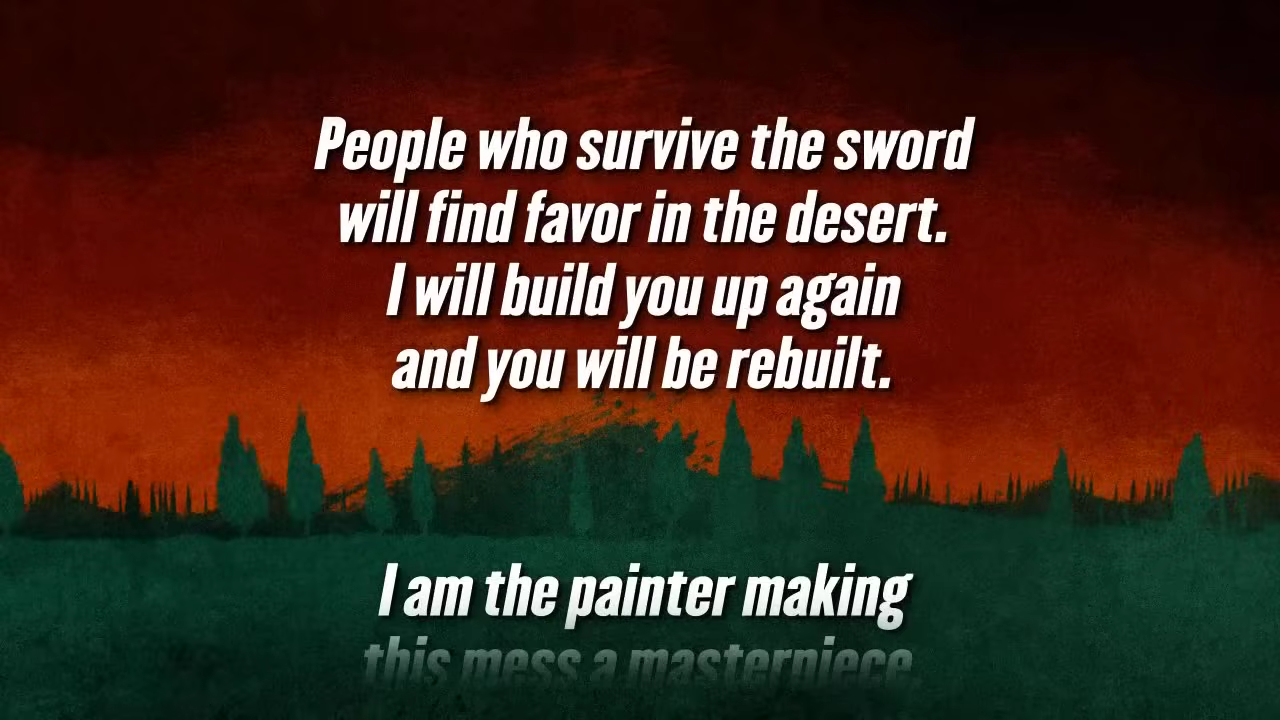 People who survive the sword
will find favor in the desert.
I will build you up again
and you will be rebuilt.
I am the painter making
this mess a masterpiece.